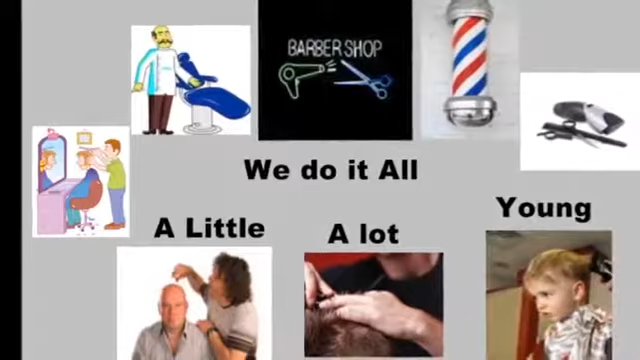 BARBER SHOP
We do it All
Young
A Little
A lot